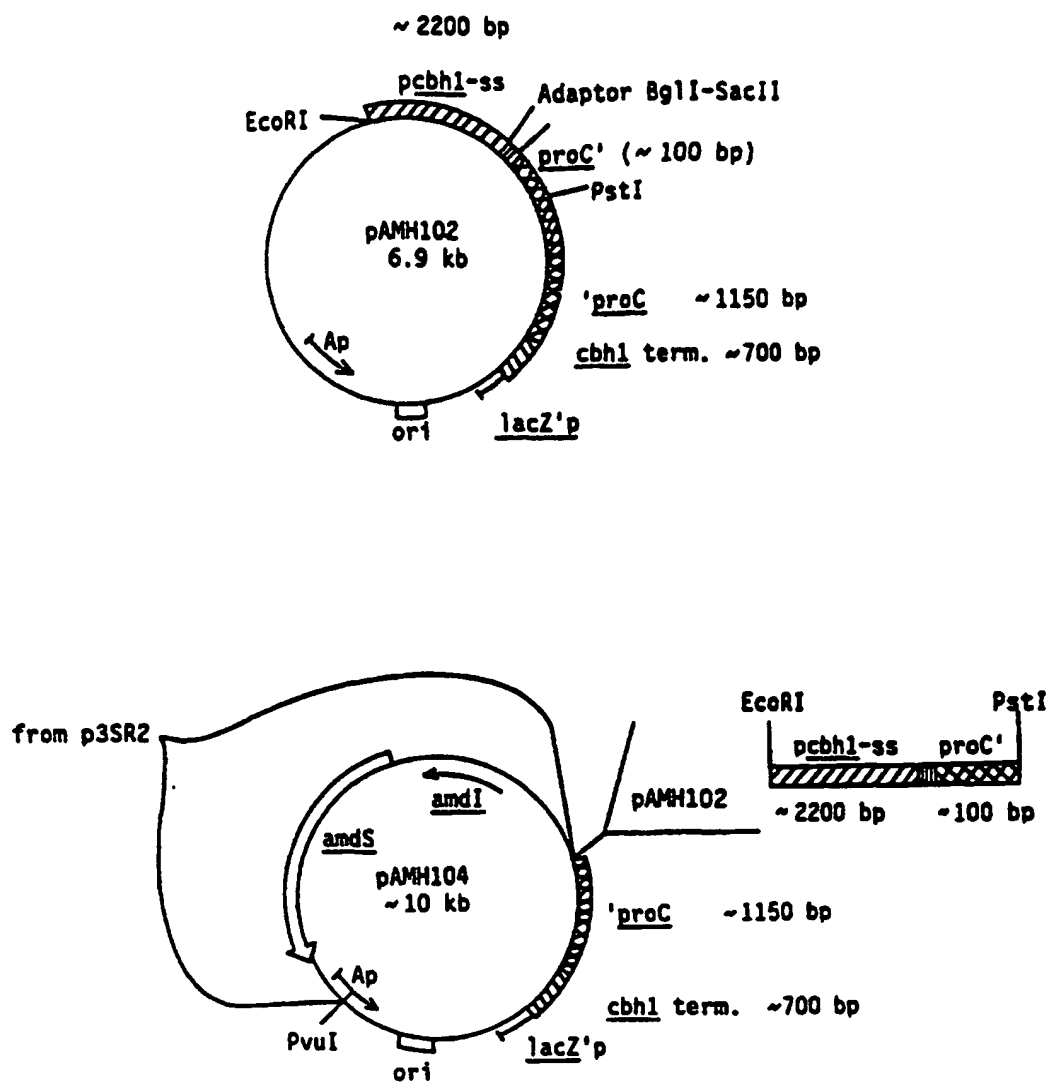 ~ 2200 bp
pcbh1-ss
EcoRI
Adaptor BglI-SacII
proC' (~ 100 bp)
PstI
pAMH102
6.9 kb
'proC ~1150 bp
cbh1 term. ~700 bp
Ap
ori
lacZ'p
from p3SR2
EcoRI
PstI
pcbh1-ss proC'
~2200 bp ~100 bp
pAMH102
amdI
amdS
pAMH104
~10 kb
'proC ~1150 bp
Ap
cbh1 term. ~700 bp
PvuI
lacZ'p
ori